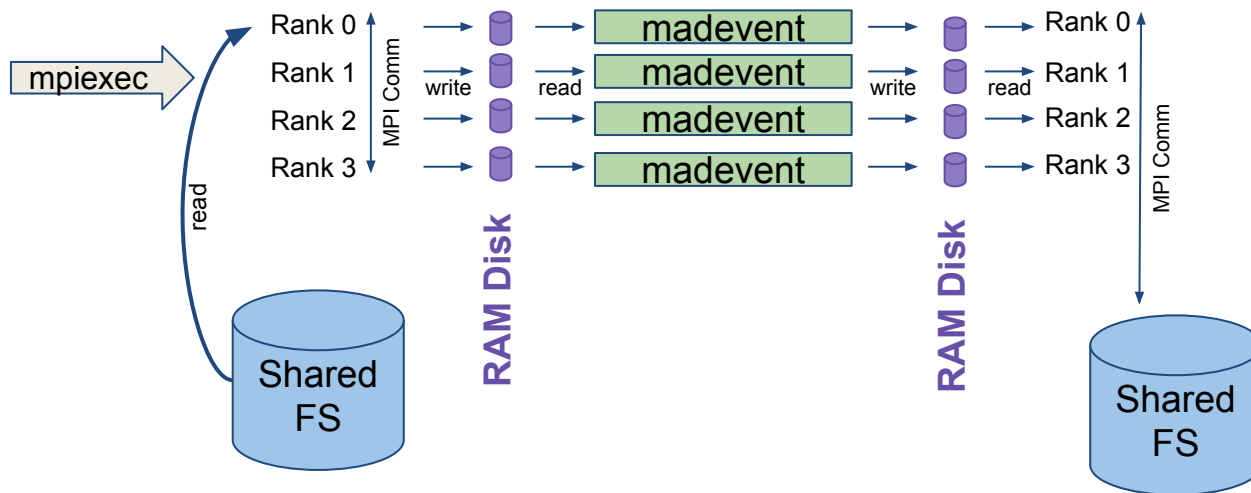 Rank 0
madevent
Rank 0
mpiexec
Rank 1
write
read
madevent
write
read
Rank 1
MPI Comm
Rank 2
madevent
Rank 2
MPI Comm
Rank 3
madevent
Rank 3
read
RAM Disk
RAM Disk
Shared
FS
Shared
FS